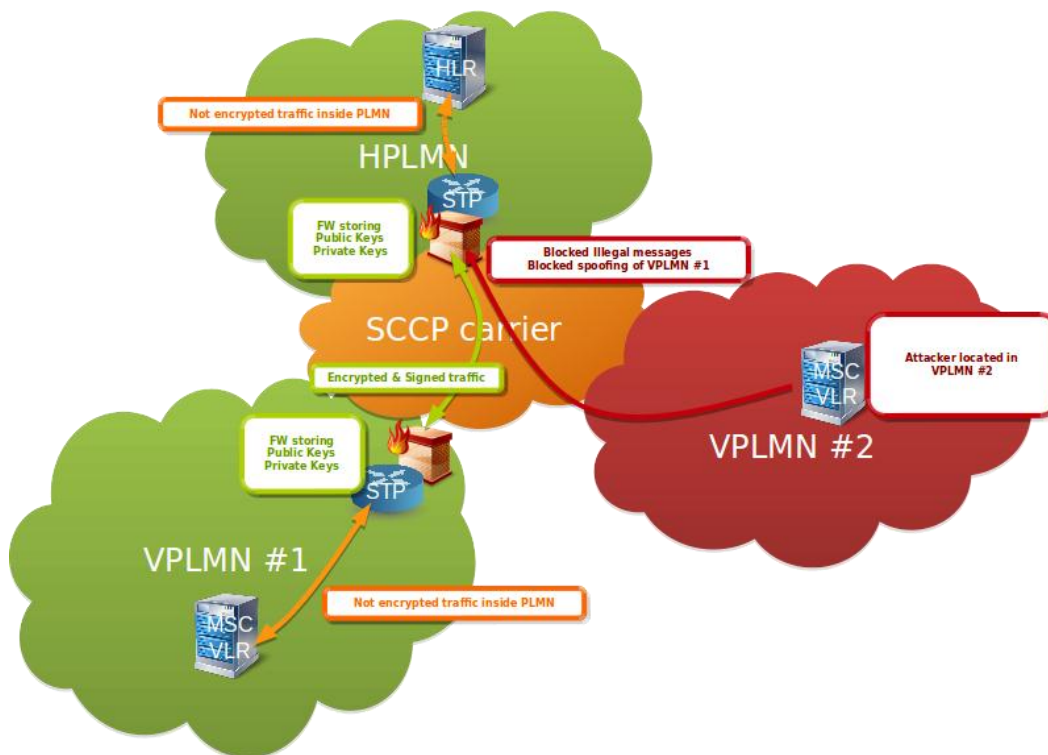 HLR
Not encrypted traffic inside PLMN
HPLMN
STP
FW storing
Public Keys
Private Keys
Blocked Illegal messages
Blocked spoofing of VPLMN #1
SCCP carrier
Attacker located in
VPLMN #2
MSC
VLR
Encrypted & Signed traffic
VPLMN #2
FW storing
Public Keys
Private Keys
STP
VPLMN #1
Not encrypted traffic inside PLMN
MSC
VLR